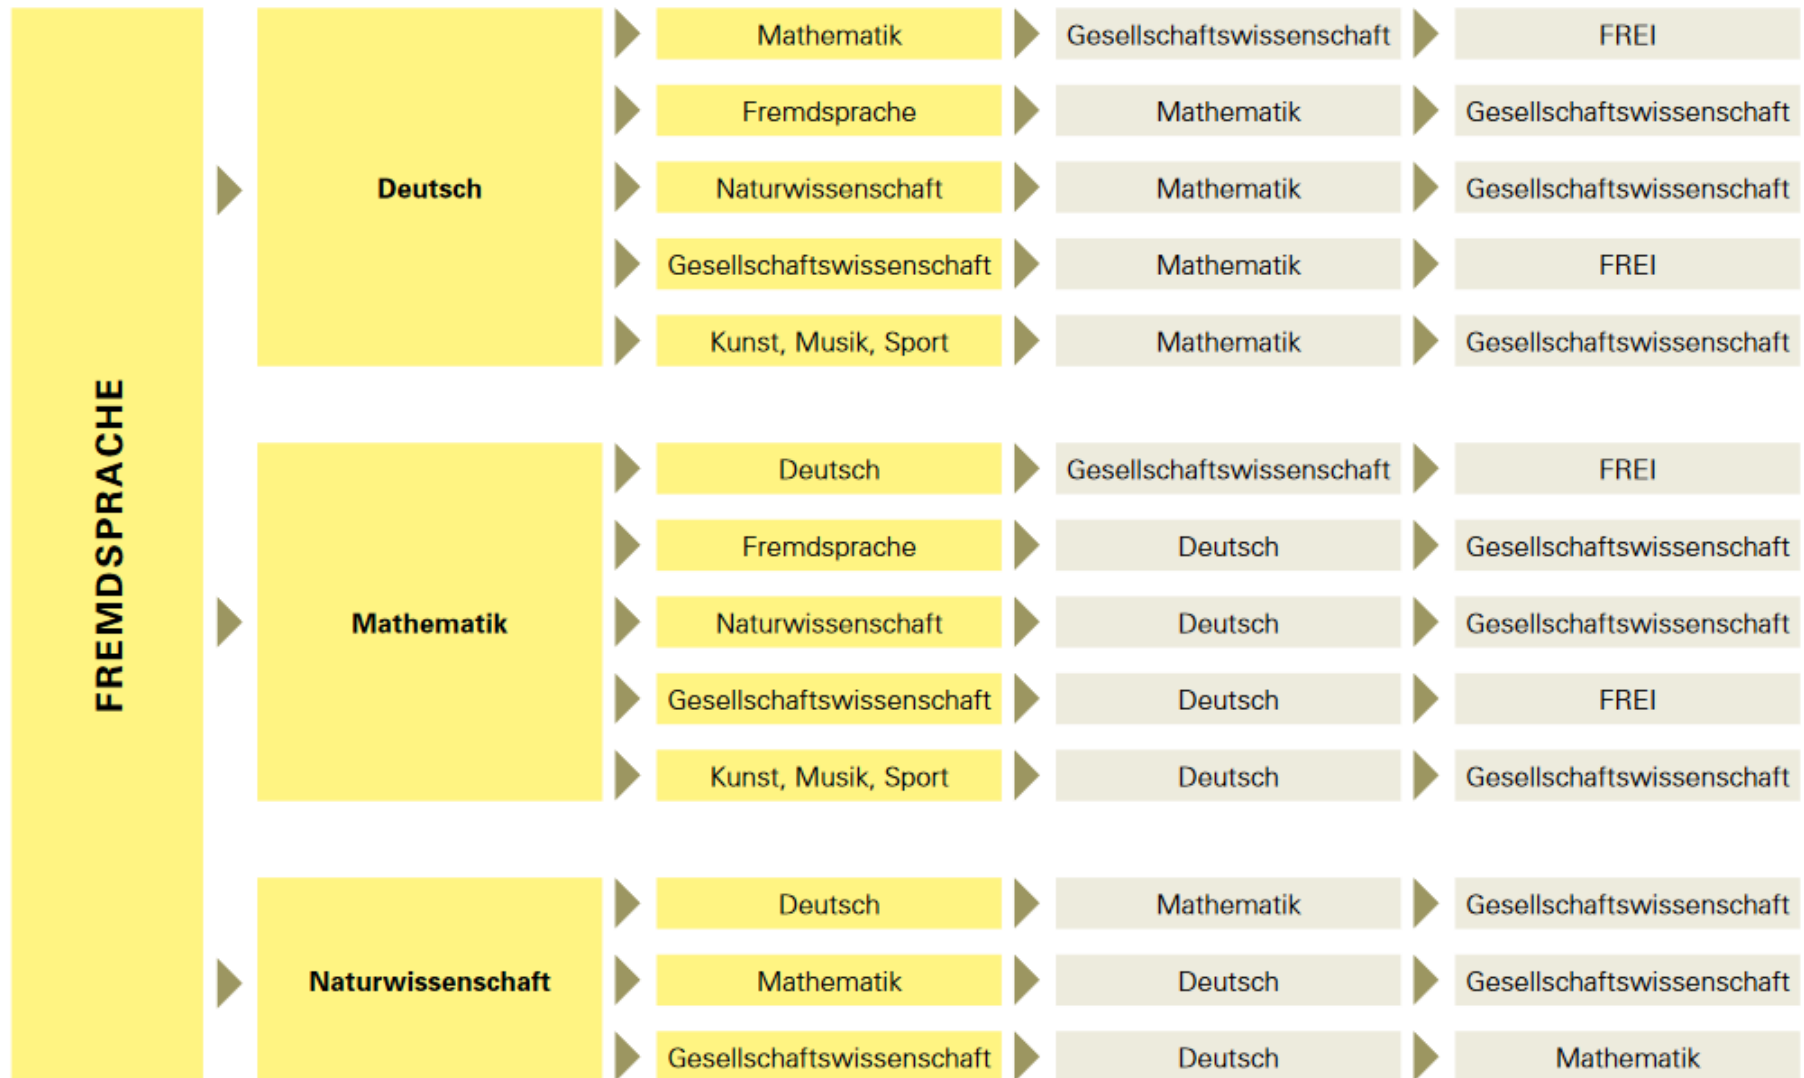 FREMDSPRACHE
Deutsch
Mathematik Gesellschaftswissenschaft FREI
Fremdsprache Mathematik Gesellschaftswissenschaft
Naturwissenschaft Mathematik Gesellschaftswissenschaft
Gesellschaftswissenschaft Mathematik FREI
Kunst, Musik, Sport Mathematik Gesellschaftswissenschaft
Mathematik
Deutsch Gesellschaftswissenschaft FREI
Fremdsprache Deutsch Gesellschaftswissenschaft
Naturwissenschaft Deutsch Gesellschaftswissenschaft
Gesellschaftswissenschaft Deutsch FREI
Kunst, Musik, Sport Deutsch Gesellschaftswissenschaft
Naturwissenschaft
Deutsch Mathematik Gesellschaftswissenschaft
Mathematik Deutsch Gesellschaftswissenschaft
Gesellschaftswissenschaft Deutsch Mathematik